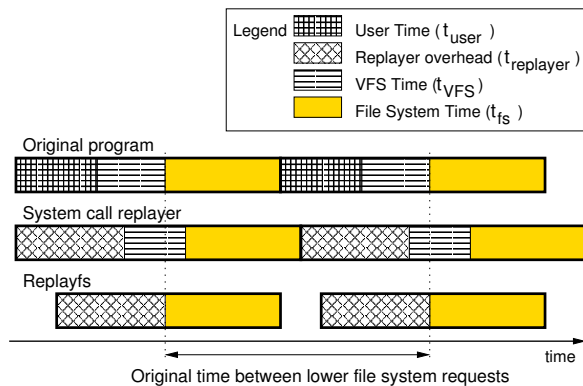 Legend
User Time (t_user)
Replayer overhead (t_replayer)
VFS Time (t_VFS)
File System Time (t_fs)
Original program
System call replayer
Replayfs
time
Original time between lower file system requests